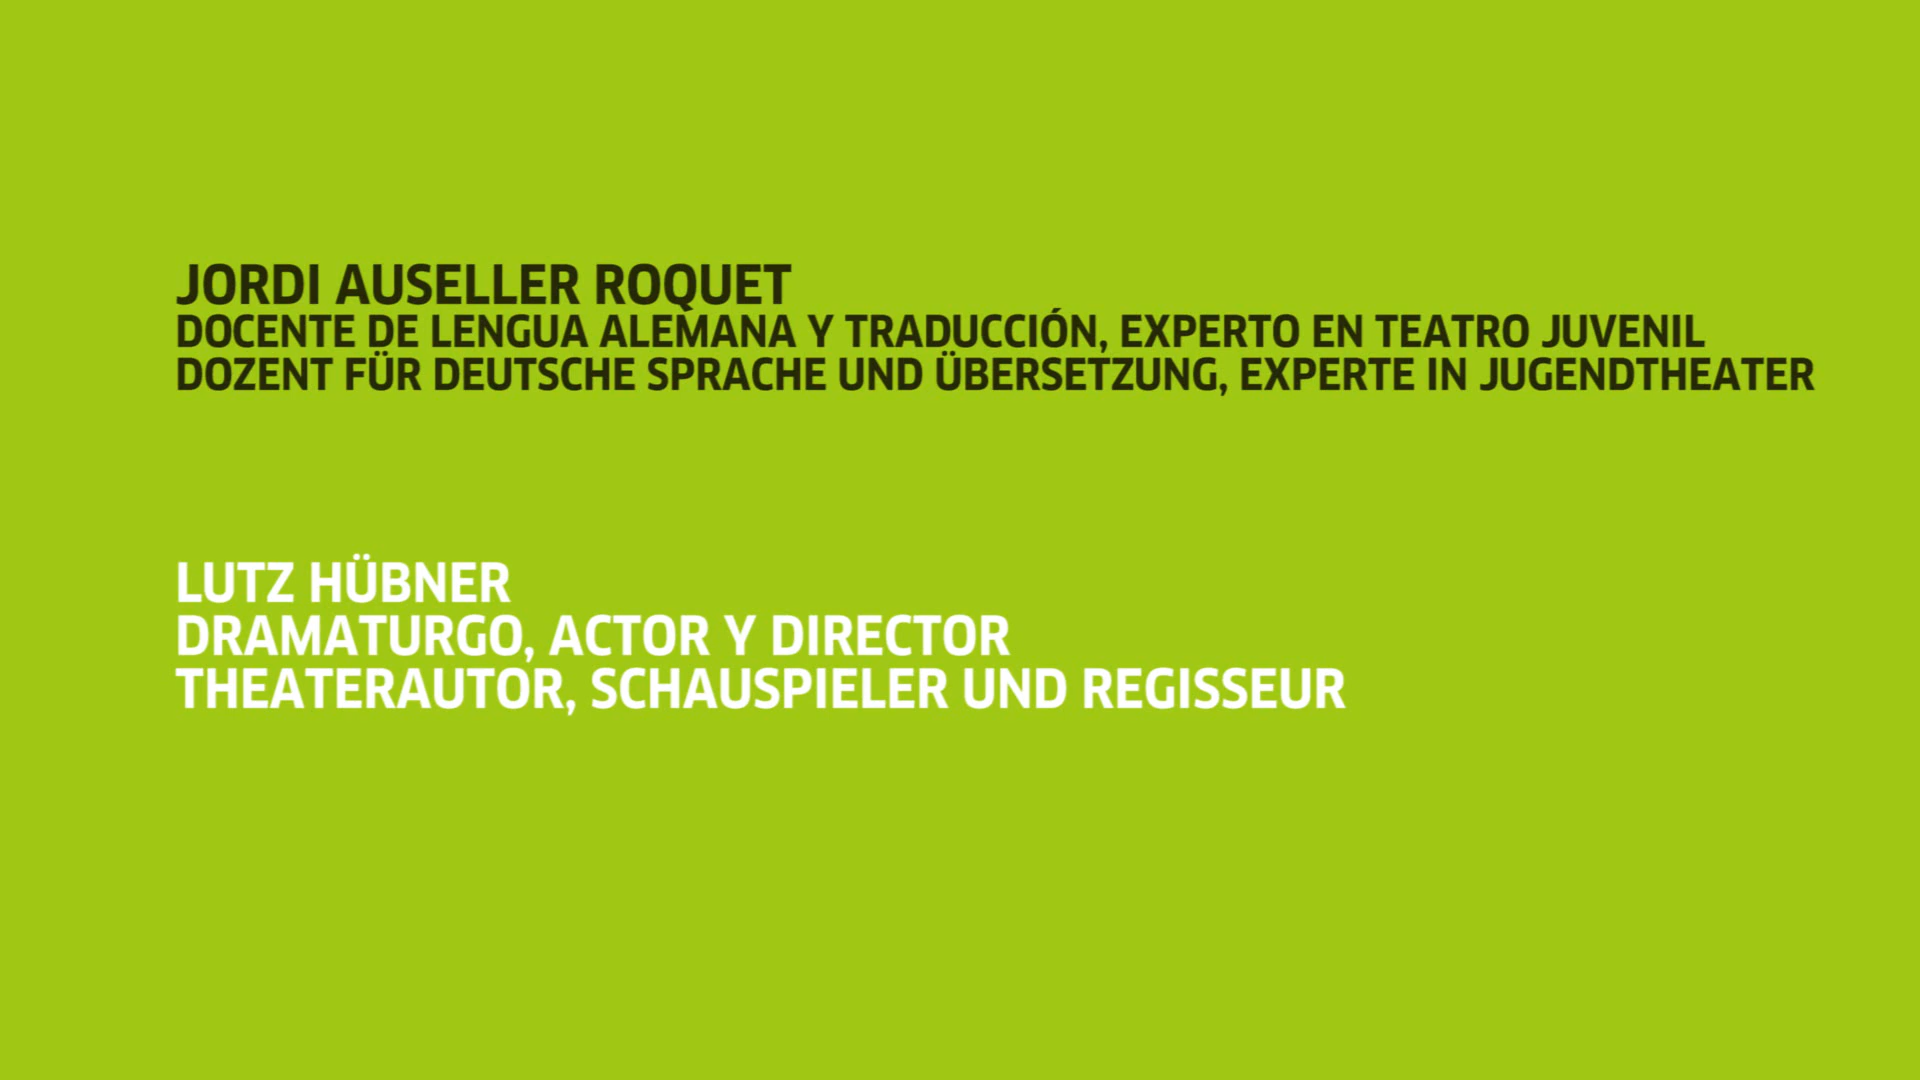 JORDI AUSELLER ROQUET
DOCENTE DE LENGUA ALEMANA Y TRADUCCIÓN, EXPERTO EN TEATRO JUVENIL
DOZENT FÜR DEUTSCHE SPRACHE UND ÜBERSETZUNG, EXPERTE IN JUGENDTHEATER
LUTZ HÜBNER
DRAMATURGO, ACTOR Y DIRECTOR
THEATERAUTOR, SCHAUSPIELER UND REGISSEUR